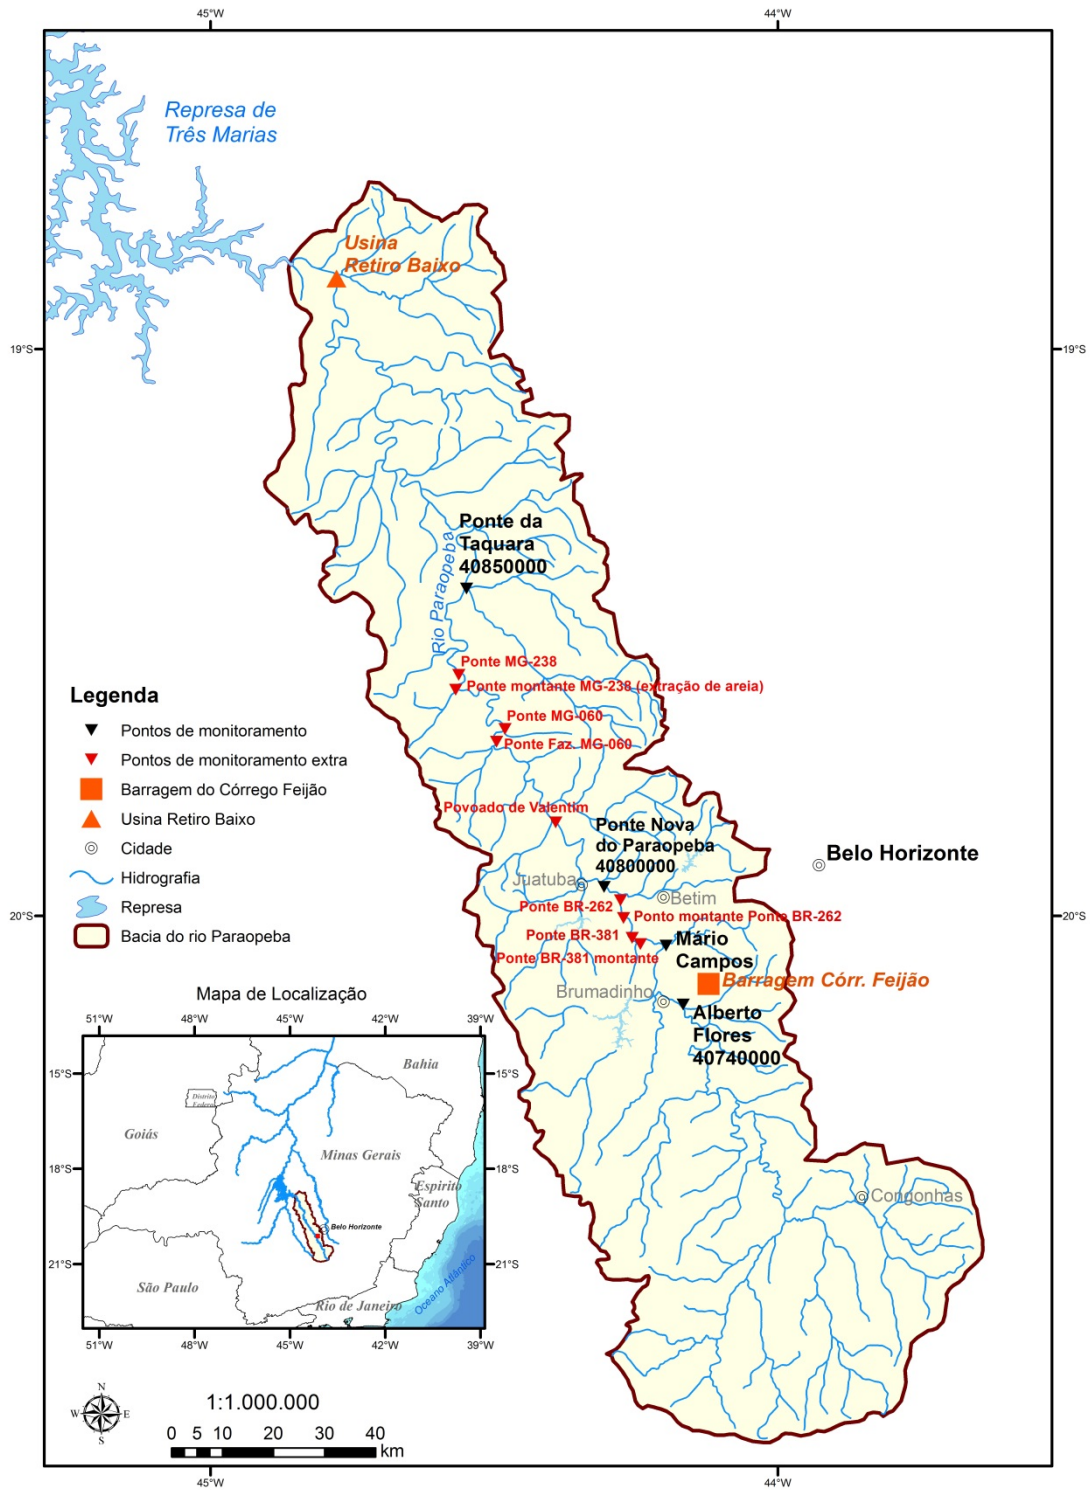 45°W
44°W
Represa de
Três Marias
Usina
Retiro Baixo
19°S
19°S
Ponte da
Taquara
40850000
Rio Paraopeba
Ponte MG-238
Ponte montante MG-238 (extração de areia)
Ponte MG-060
Ponte Faz. MG-060
Povoado de Valentim
Ponte Nova
do Paraopeba
40800000
Belo Horizonte
Juatuba
Betim
Ponte BR-262
Ponto montante Ponto BR-262
20°S
20°S
Ponte BR-381
Mário
Campos
Ponte BR-381 montante
Barragem Córr. Feijão
Brumadinho
Alberto
Flores
40740000
Congonhas
Legenda
Pontos de monitoramento
Pontos de monitoramento extra
Barragem do Córrego Feijão
Usina Retiro Baixo
Cidade
Hidrografia
Represa
Bacia do rio Paraopeba
Mapa de Localização
51°W
48°W
45°W
42°W
39°W
Bahia
15°S
15°S
Distrito
Federal
Goiás
Minas Gerais
18°S
18°S
Espirito
Santo
Belo Horizonte
21°S
21°S
São Paulo
Rio de Janeiro
Oceano Atlântico
51°W
48°W
45°W
42°W
39°W
N
W
E
S
1:1.000.000
0 5 10 20 30 40
km
45°W
44°W